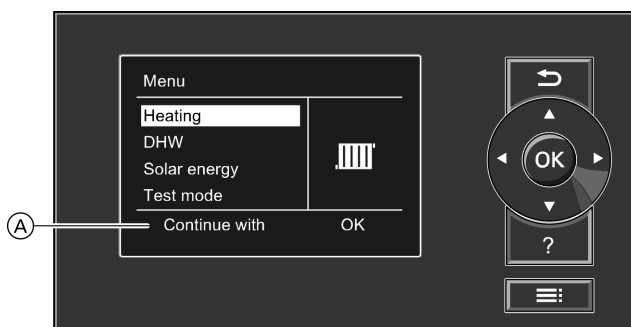 Menu
Heating
DHW
Solar energy
Test mode
Continue with OK
A
OK
?